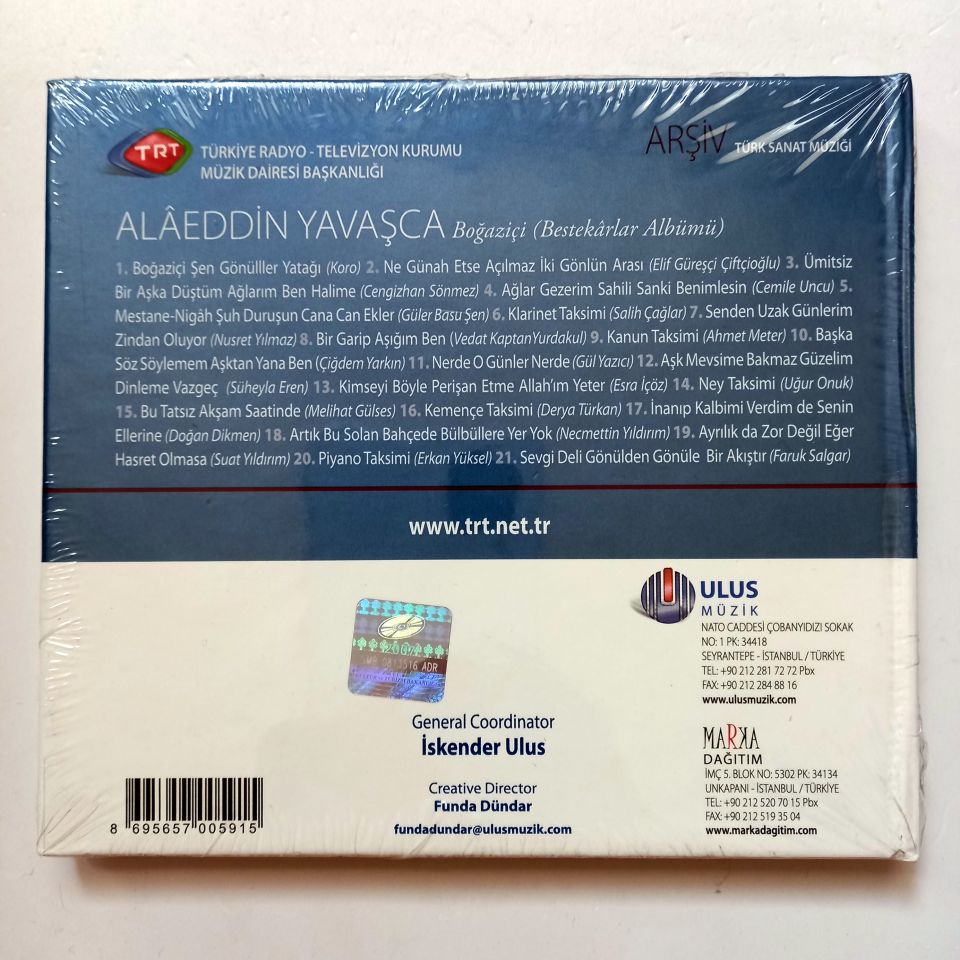 TRT
TÜRKİYE RADYO - TELEVİZYON KURUMU
MÜZİK DAİRESİ BAŞKANLIĞI
ARŞİV TÜRK SANAT MÜZİĞİ
ALÂEDDİN YAVAŞCA Boğaziçi (Bestekârlar Albümü)
1. Boğaziçi Şen Gönülller Yatağı (Koro) 2. Ne Günah Etse Açılmaz İki Gönlün Arası (Elif Güreşçi Çiftçioğlu) 3. Ümitsiz
Bir Aşka Düştüm Ağlarım Ben Halime (Cengizhan Sönmez) 4. Ağlar Gezerim Sahili Sanki Benimlesin (Cemile Uncu) 5.
Mestane-Nigâh Şuh Duruşun Cana Can Ekler (Güler Basu Şen) 6. Klarinet Taksimi (Salih Çağlar) 7. Senden Uzak Günlerim
Zindan Oluyor (Nusret Yılmaz) 8. Bir Garip Aşığım Ben (Vedat KaptanYurdakul) 9. Kanun Taksimi (Ahmet Meter) 10. Başka
Söz Söylemem Aşktan Yana Ben (Çiğdem Yarkın) 11. Nerde O Günler Nerde (Gül Yazıcı) 12. Aşk Mevsime Bakmaz Güzelim
Dinleme Vazgeç (Süheyla Eren) 13. Kimseyi Böyle Perişan Etme Allah'ım Yeter (Esra İçöz) 14. Ney Taksimi (Uğur Onuk)
15. Bu Tatsız Akşam Saatinde (Melihat Gülses) 16. Kemençe Taksimi (Derya Türkan) 17. İnanıp Kalbimi Verdim de Senin
Ellerine (Doğan Dikmen) 18. Artık Bu Solan Bahçede Bülbüllere Yer Yok (Necmettin Yıldırım) 19. Ayrılık da Zor Değil Eğer
Hasret Olmasa (Suat Yıldırım) 20. Piyano Taksimi (Erkan Yüksel) 21. Sevgi Deli Gönülden Gönüle Bir Akıştır (Faruk Salgar)
www.trt.net.tr
ULUS
MÜZİK
NATO CADDESİ ÇOBANYIDIZI SOKAK
NO: 1 PK: 34418
SEYRANTEPE - İSTANBUL / TÜRKİYE
TEL: +90 212 281 72 72 Pbx
FAX: +90 212 284 88 16
www.ulusmuzik.com
MARKA
DAĞITIM
İMÇ 5. BLOK NO: 5302 PK: 34134
UNKAPANI - İSTANBUL / TÜRKİYE
TEL: +90 212 520 70 15 Pbx
FAX: +90 212 519 35 04
www.markadagitim.com
MB 0813516 ADR
General Coordinator
İskender Ulus
Creative Director
Funda Dündar
fundadundar@ulusmuzik.com
8 695657 005915